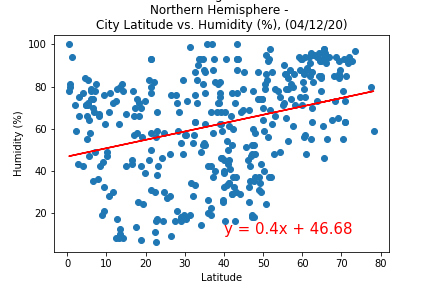 Northern Hemisphere -
City Latitude vs. Humidity (%), (04/12/20)
100
80
60
40
20
Humidity (%)
y = 0.4x + 46.68
0 10 20 30 40 50 60 70 80
Latitude